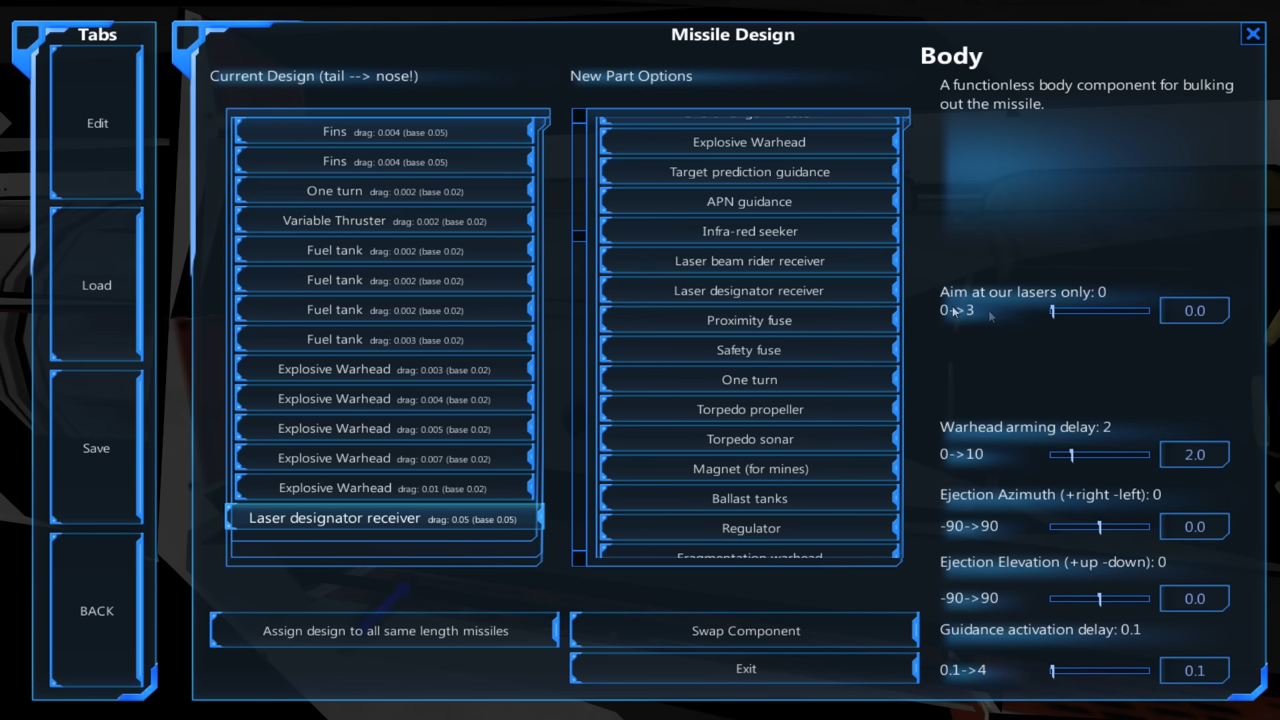 Tabs
Edit
Load
Save
BACK
Missile Design
Current Design (tail --> nose!)
Fins drag: 0.004 (base 0.05)
Fins drag: 0.004 (base 0.05)
One turn drag: 0.002 (base 0.02)
Variable Thruster drag: 0.002 (base 0.02)
Fuel tank drag: 0.002 (base 0.02)
Fuel tank drag: 0.002 (base 0.02)
Fuel tank drag: 0.002 (base 0.02)
Fuel tank drag: 0.003 (base 0.02)
Explosive Warhead drag: 0.003 (base 0.02)
Explosive Warhead drag: 0.004 (base 0.02)
Explosive Warhead drag: 0.005 (base 0.02)
Explosive Warhead drag: 0.007 (base 0.02)
Explosive Warhead drag: 0.01 (base 0.02)
Laser designator receiver drag: 0.05 (base 0.05)
Assign design to all same length missiles
New Part Options
Explosive Warhead
Target prediction guidance
APN guidance
Infra-red seeker
Laser beam rider receiver
Laser designator receiver
Proximity fuse
Safety fuse
One turn
Torpedo propeller
Torpedo sonar
Magnet (for mines)
Ballast tanks
Regulator
Fragmentation warhead
Swap Component
Exit
Body
A functionless body component for bulking
out the missile.
Aim at our lasers only: 0
0->3 0.0
Warhead arming delay: 2
0->10 2.0
Ejection Azimuth (+right -left): 0
-90->90 0.0
Ejection Elevation (+up -down): 0
-90->90 0.0
Guidance activation delay: 0.1
0.1->4 0.1